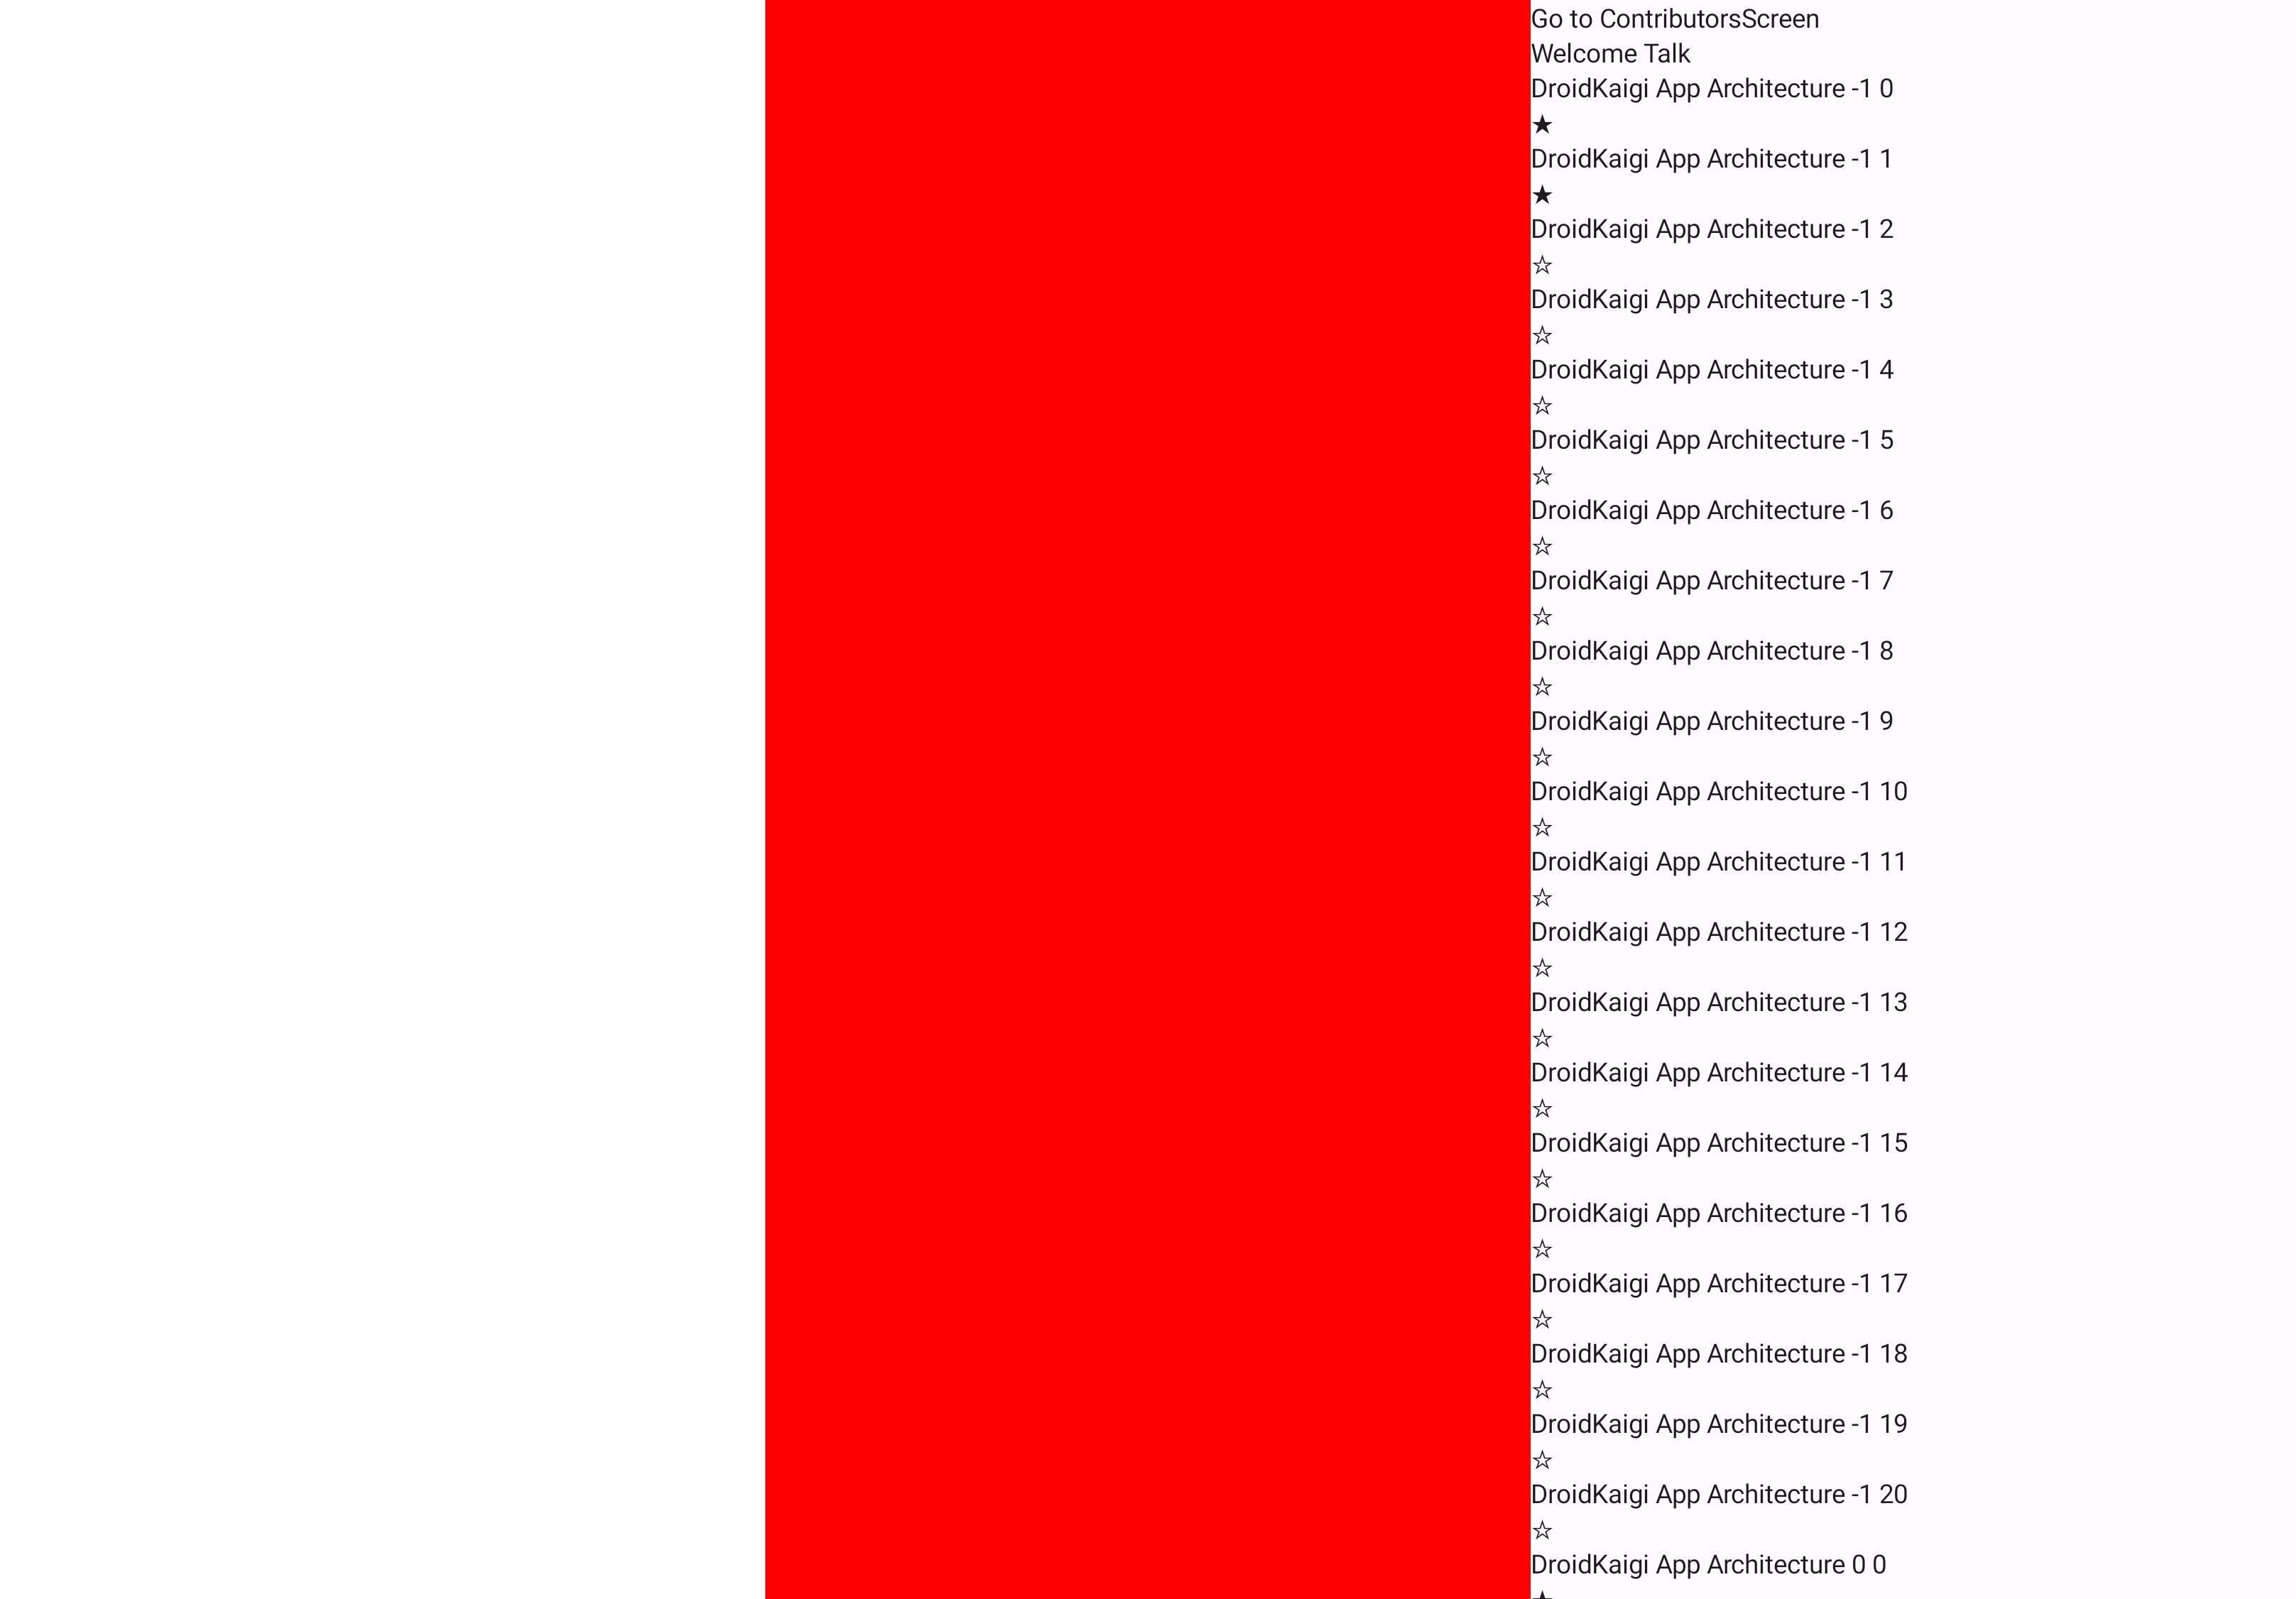 Go to ContributorsScreen
Welcome Talk
DroidKaigi App Architecture -1 0
★
DroidKaigi App Architecture -1 1
★
DroidKaigi App Architecture -1 2
☆
DroidKaigi App Architecture -1 3
☆
DroidKaigi App Architecture -1 4
☆
DroidKaigi App Architecture -1 5
☆
DroidKaigi App Architecture -1 6
☆
DroidKaigi App Architecture -1 7
☆
DroidKaigi App Architecture -1 8
☆
DroidKaigi App Architecture -1 9
☆
DroidKaigi App Architecture -1 10
☆
DroidKaigi App Architecture -1 11
☆
DroidKaigi App Architecture -1 12
☆
DroidKaigi App Architecture -1 13
☆
DroidKaigi App Architecture -1 14
☆
DroidKaigi App Architecture -1 15
☆
DroidKaigi App Architecture -1 16
☆
DroidKaigi App Architecture -1 17
☆
DroidKaigi App Architecture -1 18
☆
DroidKaigi App Architecture -1 19
☆
DroidKaigi App Architecture -1 20
☆
DroidKaigi App Architecture 0 0
★